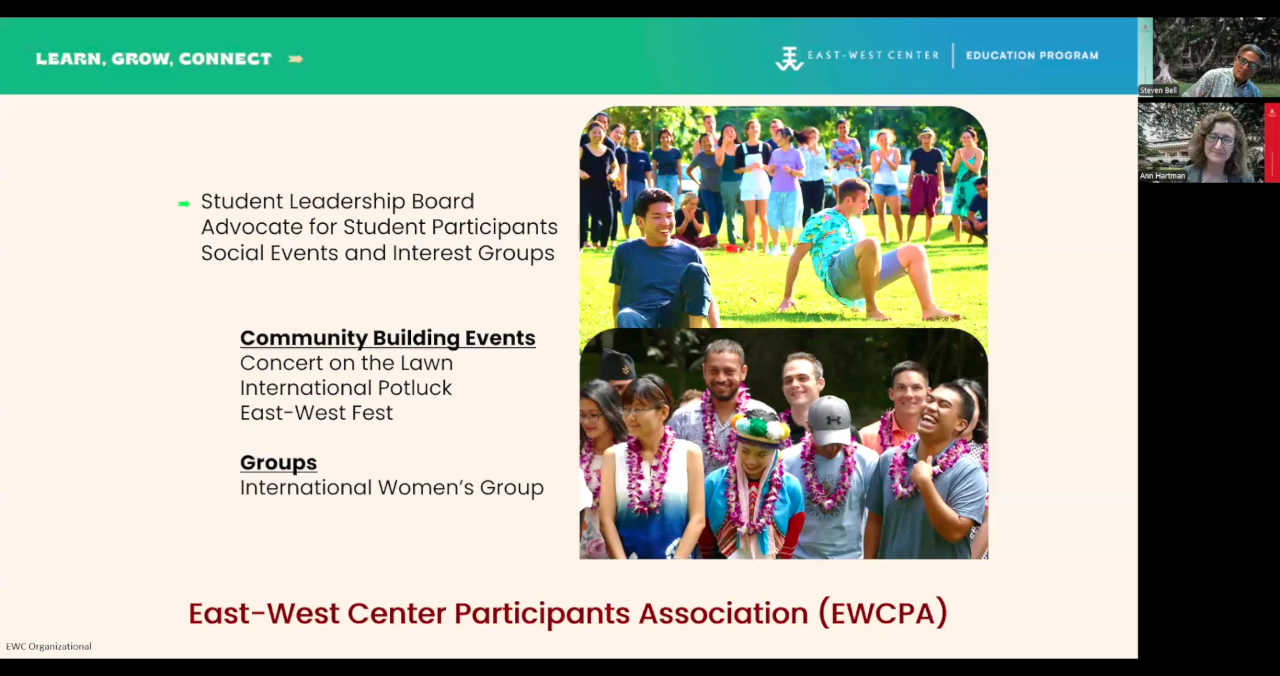 LEARN, GROW, CONNECT
EAST-WEST CENTER
EDUCATION PROGRAM
Steven Bell
Ann Hartman
Student Leadership Board
Advocate for Student Participants
Social Events and Interest Groups
Community Building Events
Concert on the Lawn
International Potluck
East-West Fest
Groups
International Women's Group
East-West Center Participants Association (EWCPA)
EWC Organizational